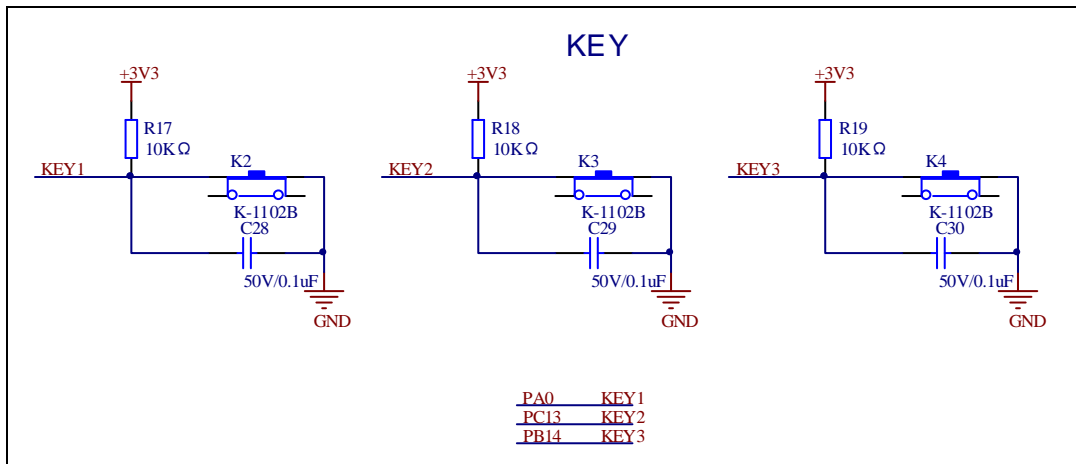 KEY
+3V3
R17
10KΩ
KEY1
K2
K-1102B
C28
50V/0.1uF
GND
+3V3
R18
10KΩ
KEY2
K3
K-1102B
C29
50V/0.1uF
GND
+3V3
R19
10KΩ
KEY3
K4
K-1102B
C30
50V/0.1uF
GND
PA0 KEY1
PC13 KEY2
PB14 KEY3